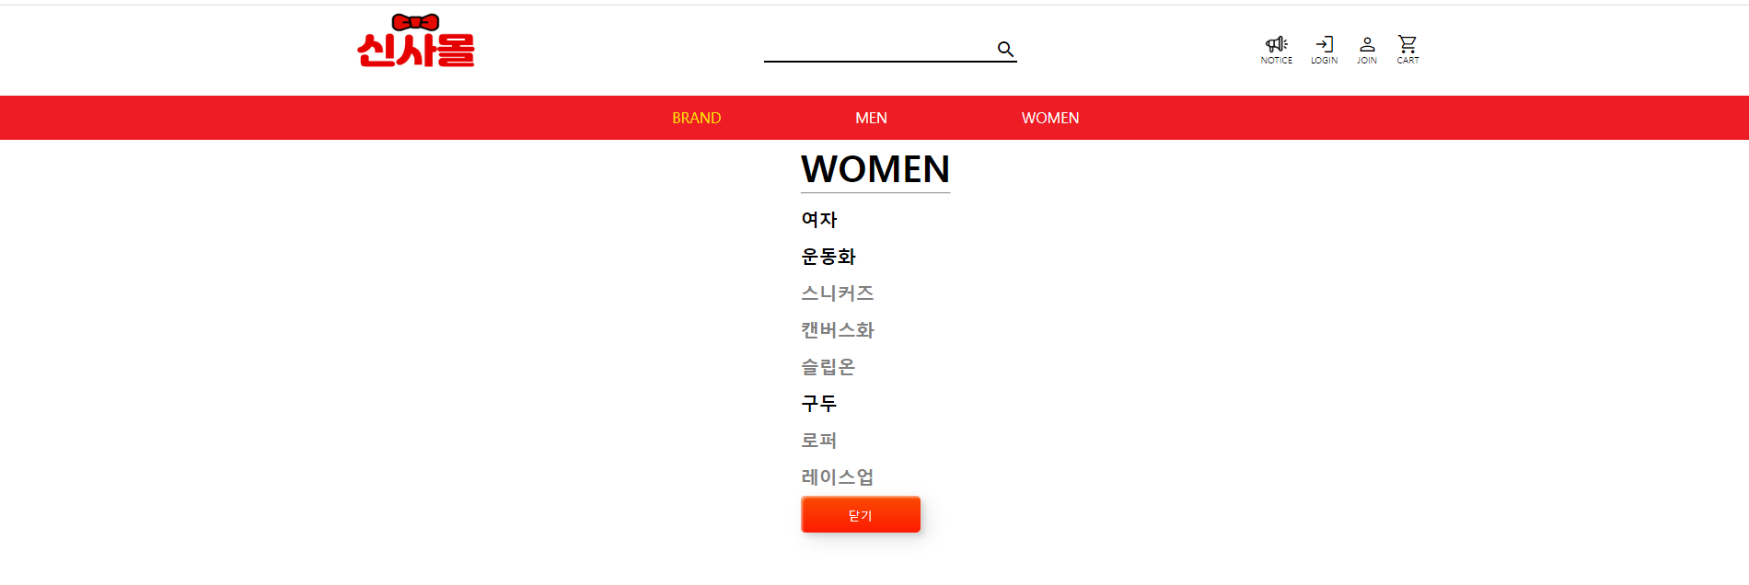 신사몰
NOTICE LOGIN JOIN CART
BRAND MEN WOMEN
WOMEN
여자
운동화
스니커즈
캔버스화
슬립온
구두
로퍼
레이스업
닫기